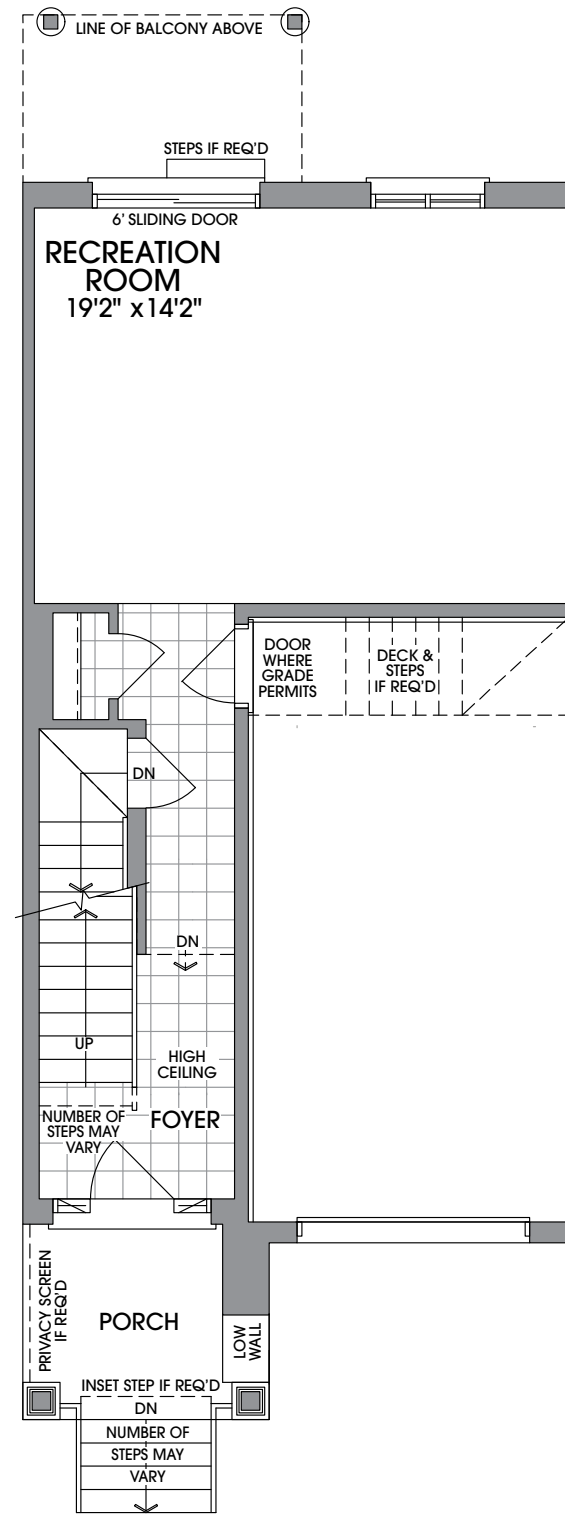 LINE OF BALCONY ABOVE
STEPS IF REQ'D
6' SLIDING DOOR
RECREATION
ROOM
19'2" x 14'2"
DOOR
WHERE
GRADE
PERMITS
DECK &
STEPS
IF REQ'D
DN
DN
UP
HIGH
CEILING
FOYER
NUMBER OF
STEPS MAY
VARY
PRIVACY SCREEN
IF REQ'D
PORCH
LOW
WALL
INSET STEP IF REQ'D
DN
NUMBER OF
STEPS MAY
VARY